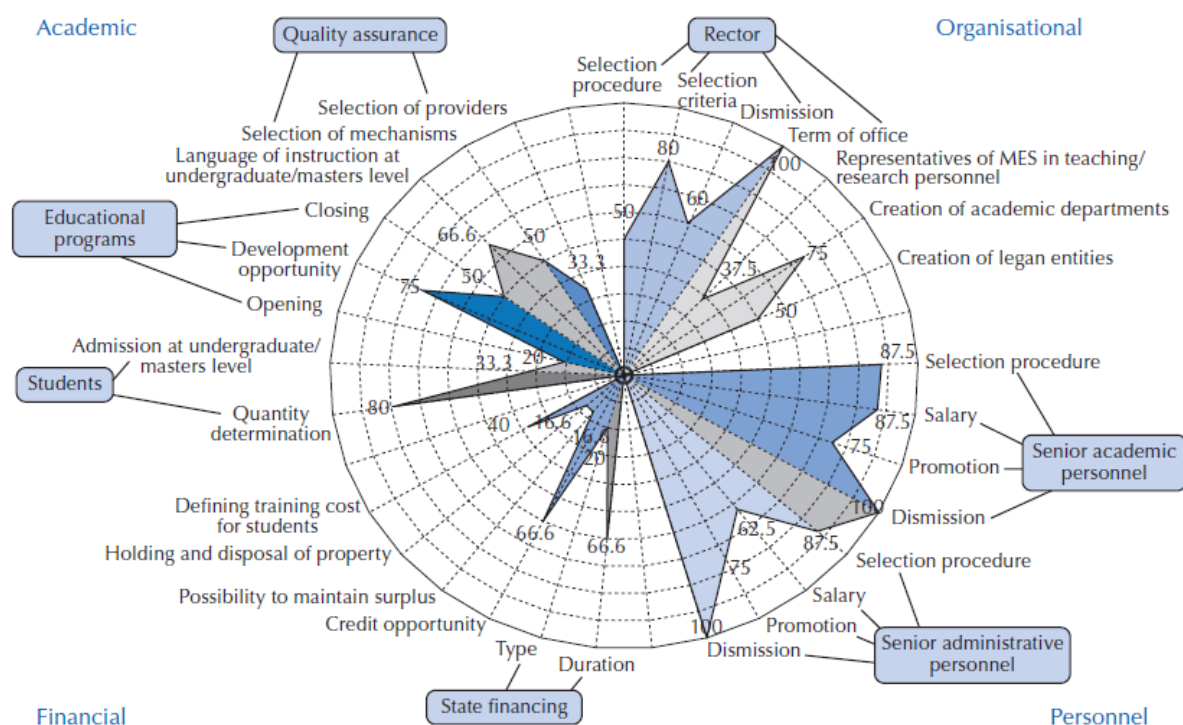 Academic
Quality assurance
Rector
Organisational
Selection
procedure
Selection
criteria
Dismission
Term of office
Representatives of MES in teaching/
research personnel
Creation of academic departments
Creation of legan entities
Selection of providers
Selection of mechanisms
Language of instruction at
undergraduate/masters level
Closing
Educational
programs
Development
opportunity
Opening
Admission at undergraduate/
masters level
Students
Quantity
determination
Defining training cost
for students
Holding and disposal of property
Possibility to maintain surplus
Credit opportunity
Type
Duration
State financing
Financial
Selection procedure
Salary
Promotion
Dismission
Senior academic
personnel
Selection procedure
Salary
Promotion
Dismission
Senior administrative
personnel
Personnel
50
80
60
100
37.5
75
50
87.5
87.5
75
100
87.5
62.5
75
100
66.6
20
66.6
16.6
16.6
40
80
33.3
20
75
50
66.6
50
33.3